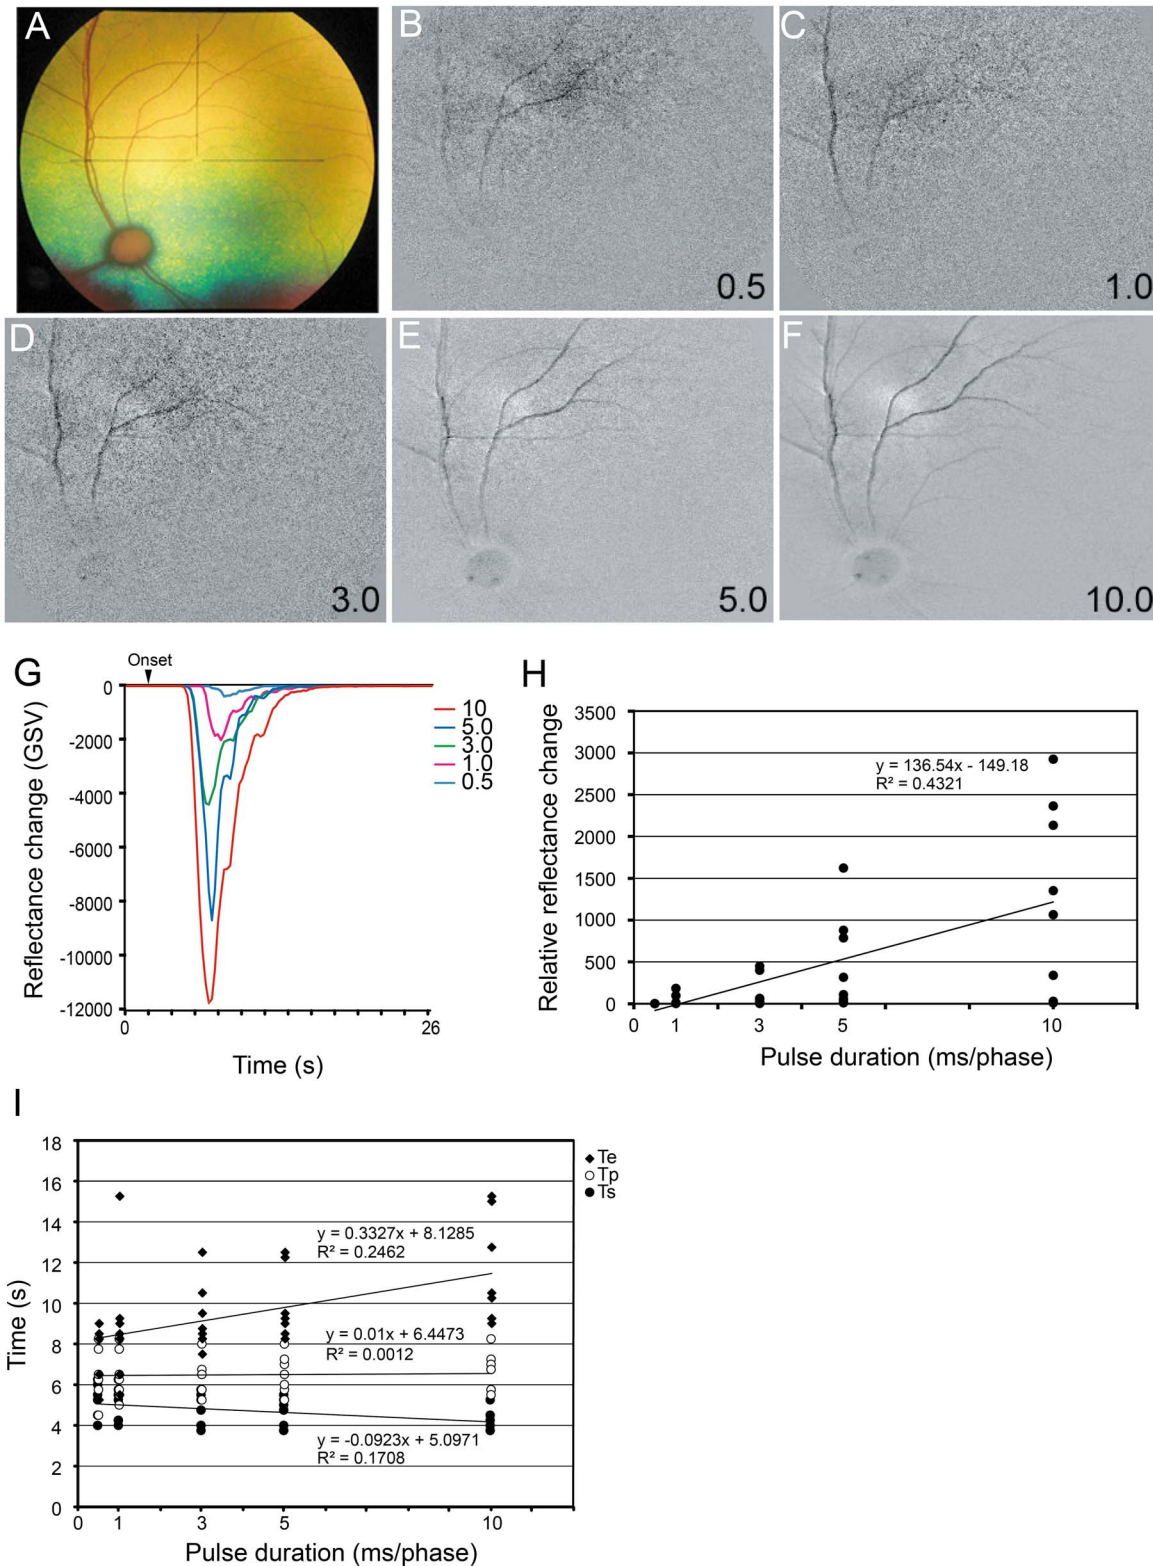 A
B
0.5
C
1.0
D
3.0
E
5.0
F
10.0
G
Onset
0
-2000
-4000
-6000
-8000
-10000
-12000
0
26
Reflectance change (GSV)
Time (s)
10
5.0
3.0
1.0
0.5
H
3500
3000
2500
2000
1500
1000
500
0
0
1
3
5
10
y = 136.54x - 149.18
R² = 0.4321
Relative reflectance change
Pulse duration (ms/phase)
I
18
16
14
12
10
8
6
4
2
0
0
1
3
5
10
Te
Tp
Ts
y = 0.3327x + 8.1285
R² = 0.2462
y = 0.01x + 6.4473
R² = 0.0012
y = -0.0923x + 5.0971
R² = 0.1708
Time (s)
Pulse duration (ms/phase)